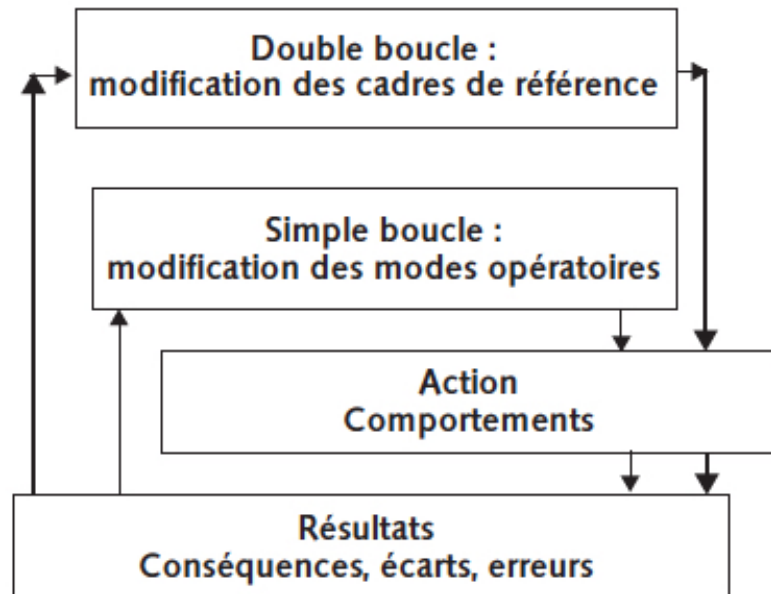 Double boucle :
modification des cadres de référence
Simple boucle :
modification des modes opératoires
Action
Comportements
Résultats
Conséquences, écarts, erreurs